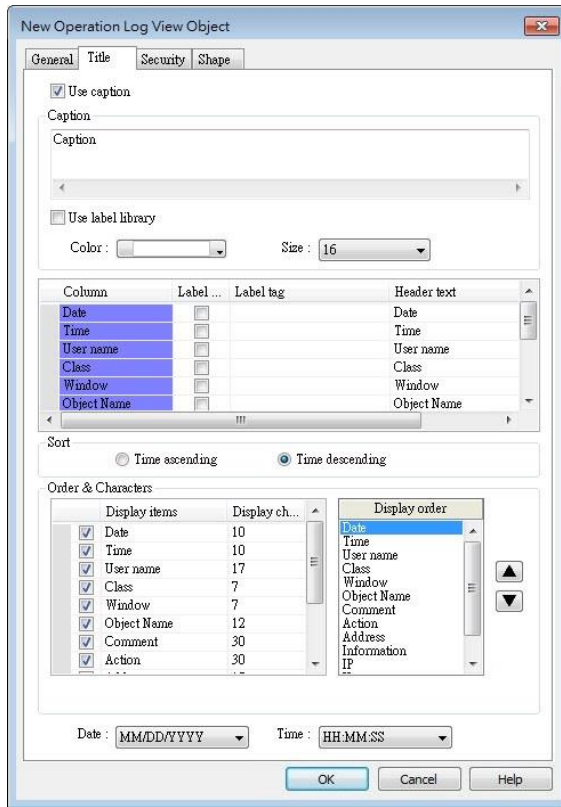 New Operation Log View Object
General Title Security Shape
Use caption
Caption
Caption
Use label library
Color : Size : 16
Column Label ... Label tag Header text
Date Date
Time Time
User name User name
Class Class
Window Window
Object Name Object Name
Sort
Time ascending Time descending
Order & Characters
Display items Display ch... Display order
Date 10
Time 10
User name 17
Class 7
Window 7
Object Name 12
Comment 30
Action 30
Date
Time
User name
Class
Window
Object Name
Comment
Action
Address
Information
IP
Date : MM/DD/YYYY Time : HH:MM:SS
OK Cancel Help